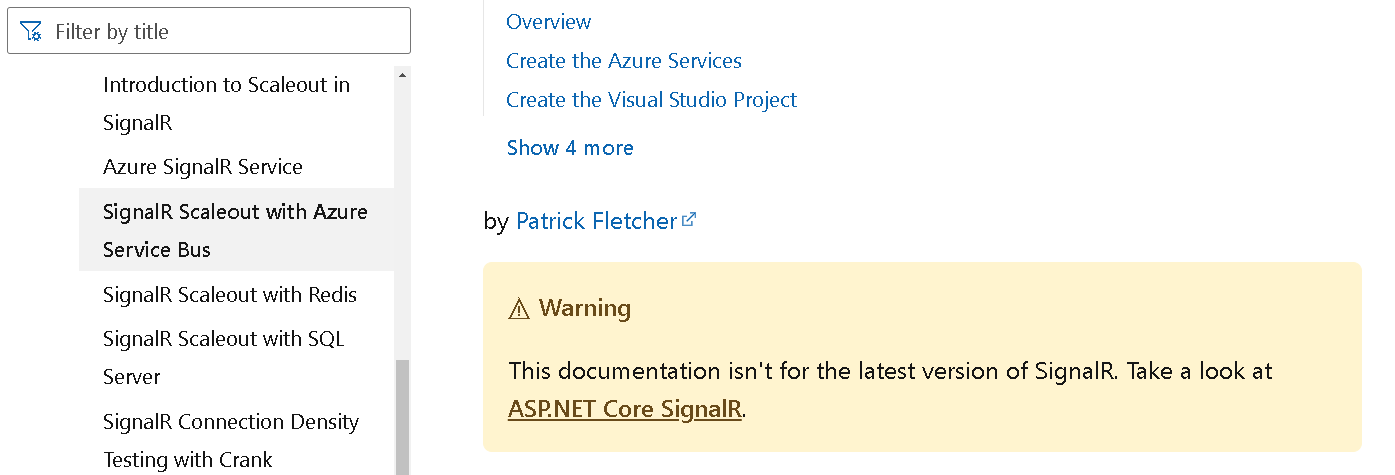 Filter by title
Introduction to Scaleout in
SignalR
Azure SignalR Service
SignalR Scaleout with Azure
Service Bus
SignalR Scaleout with Redis
SignalR Scaleout with SQL
Server
SignalR Connection Density
Testing with Crank
Overview
Create the Azure Services
Create the Visual Studio Project
Show 4 more
by Patrick Fletcher
Warning
This documentation isn't for the latest version of SignalR. Take a look at
ASP.NET Core SignalR.